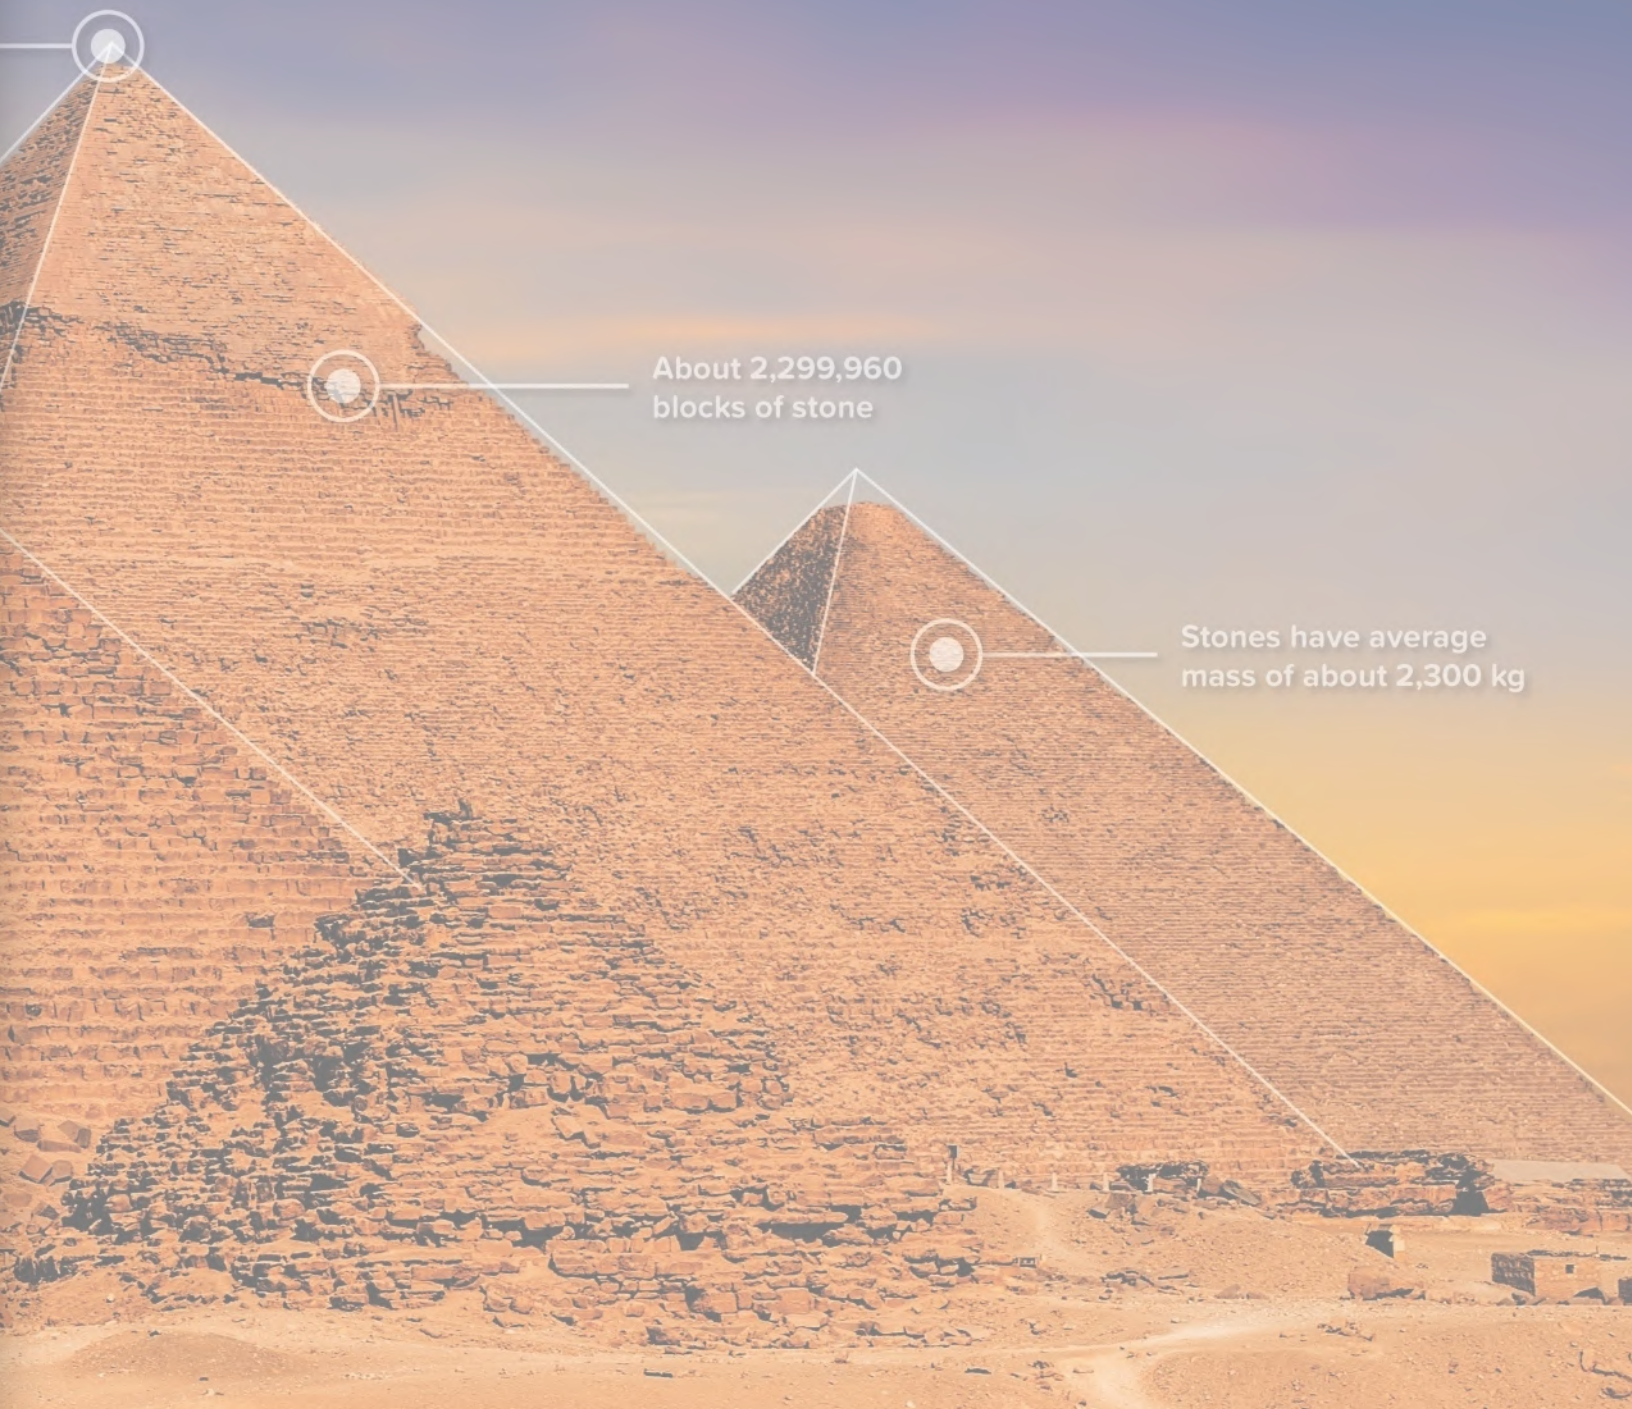 About 2,299,960
blocks of stone
Stones have average
mass of about 2,300 kg